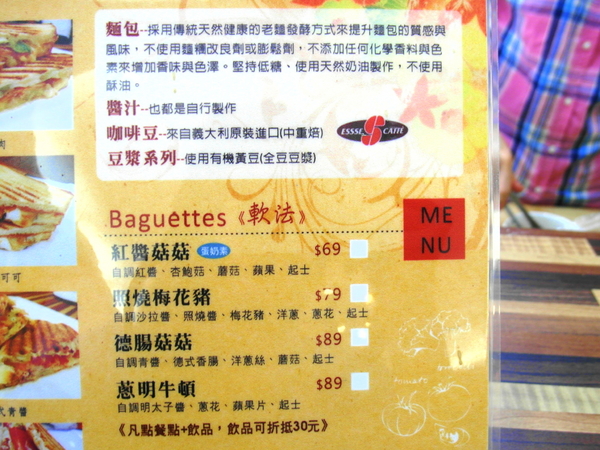 麵包--採用傳統天然健康的老麵發酵方式來提升麵包的質感與
風味,不使用麵糰改良劑或膨鬆劑,不添加任何化學香料與色
素來增加香味與色澤。堅持低糖、使用天然奶油製作,不使用
酥油。
醬汁--也都是自行製作
咖啡豆--來自義大利原裝進口(中重焙)
ESSSE CAFFÈ
豆漿系列--使用有機黃豆(全豆豆漿)
Baguettes《軟法》
MENU
紅醬菇菇 蛋奶素 $69
自調紅醬、杏鮑菇、蘑菇、蘋果、起士
照燒梅花豬 $79
自調沙拉醬、照燒醬、梅花豬、洋蔥、蔥花、起士
德腸菇菇 $89
自調青醬、德式香腸、洋蔥絲、蘑菇、起士
蔥明牛頓 $89
自調明太子醬、蔥花、蘋果片、起士
《凡點餐點+飲品,飲品可折抵30元》
可可
青醬